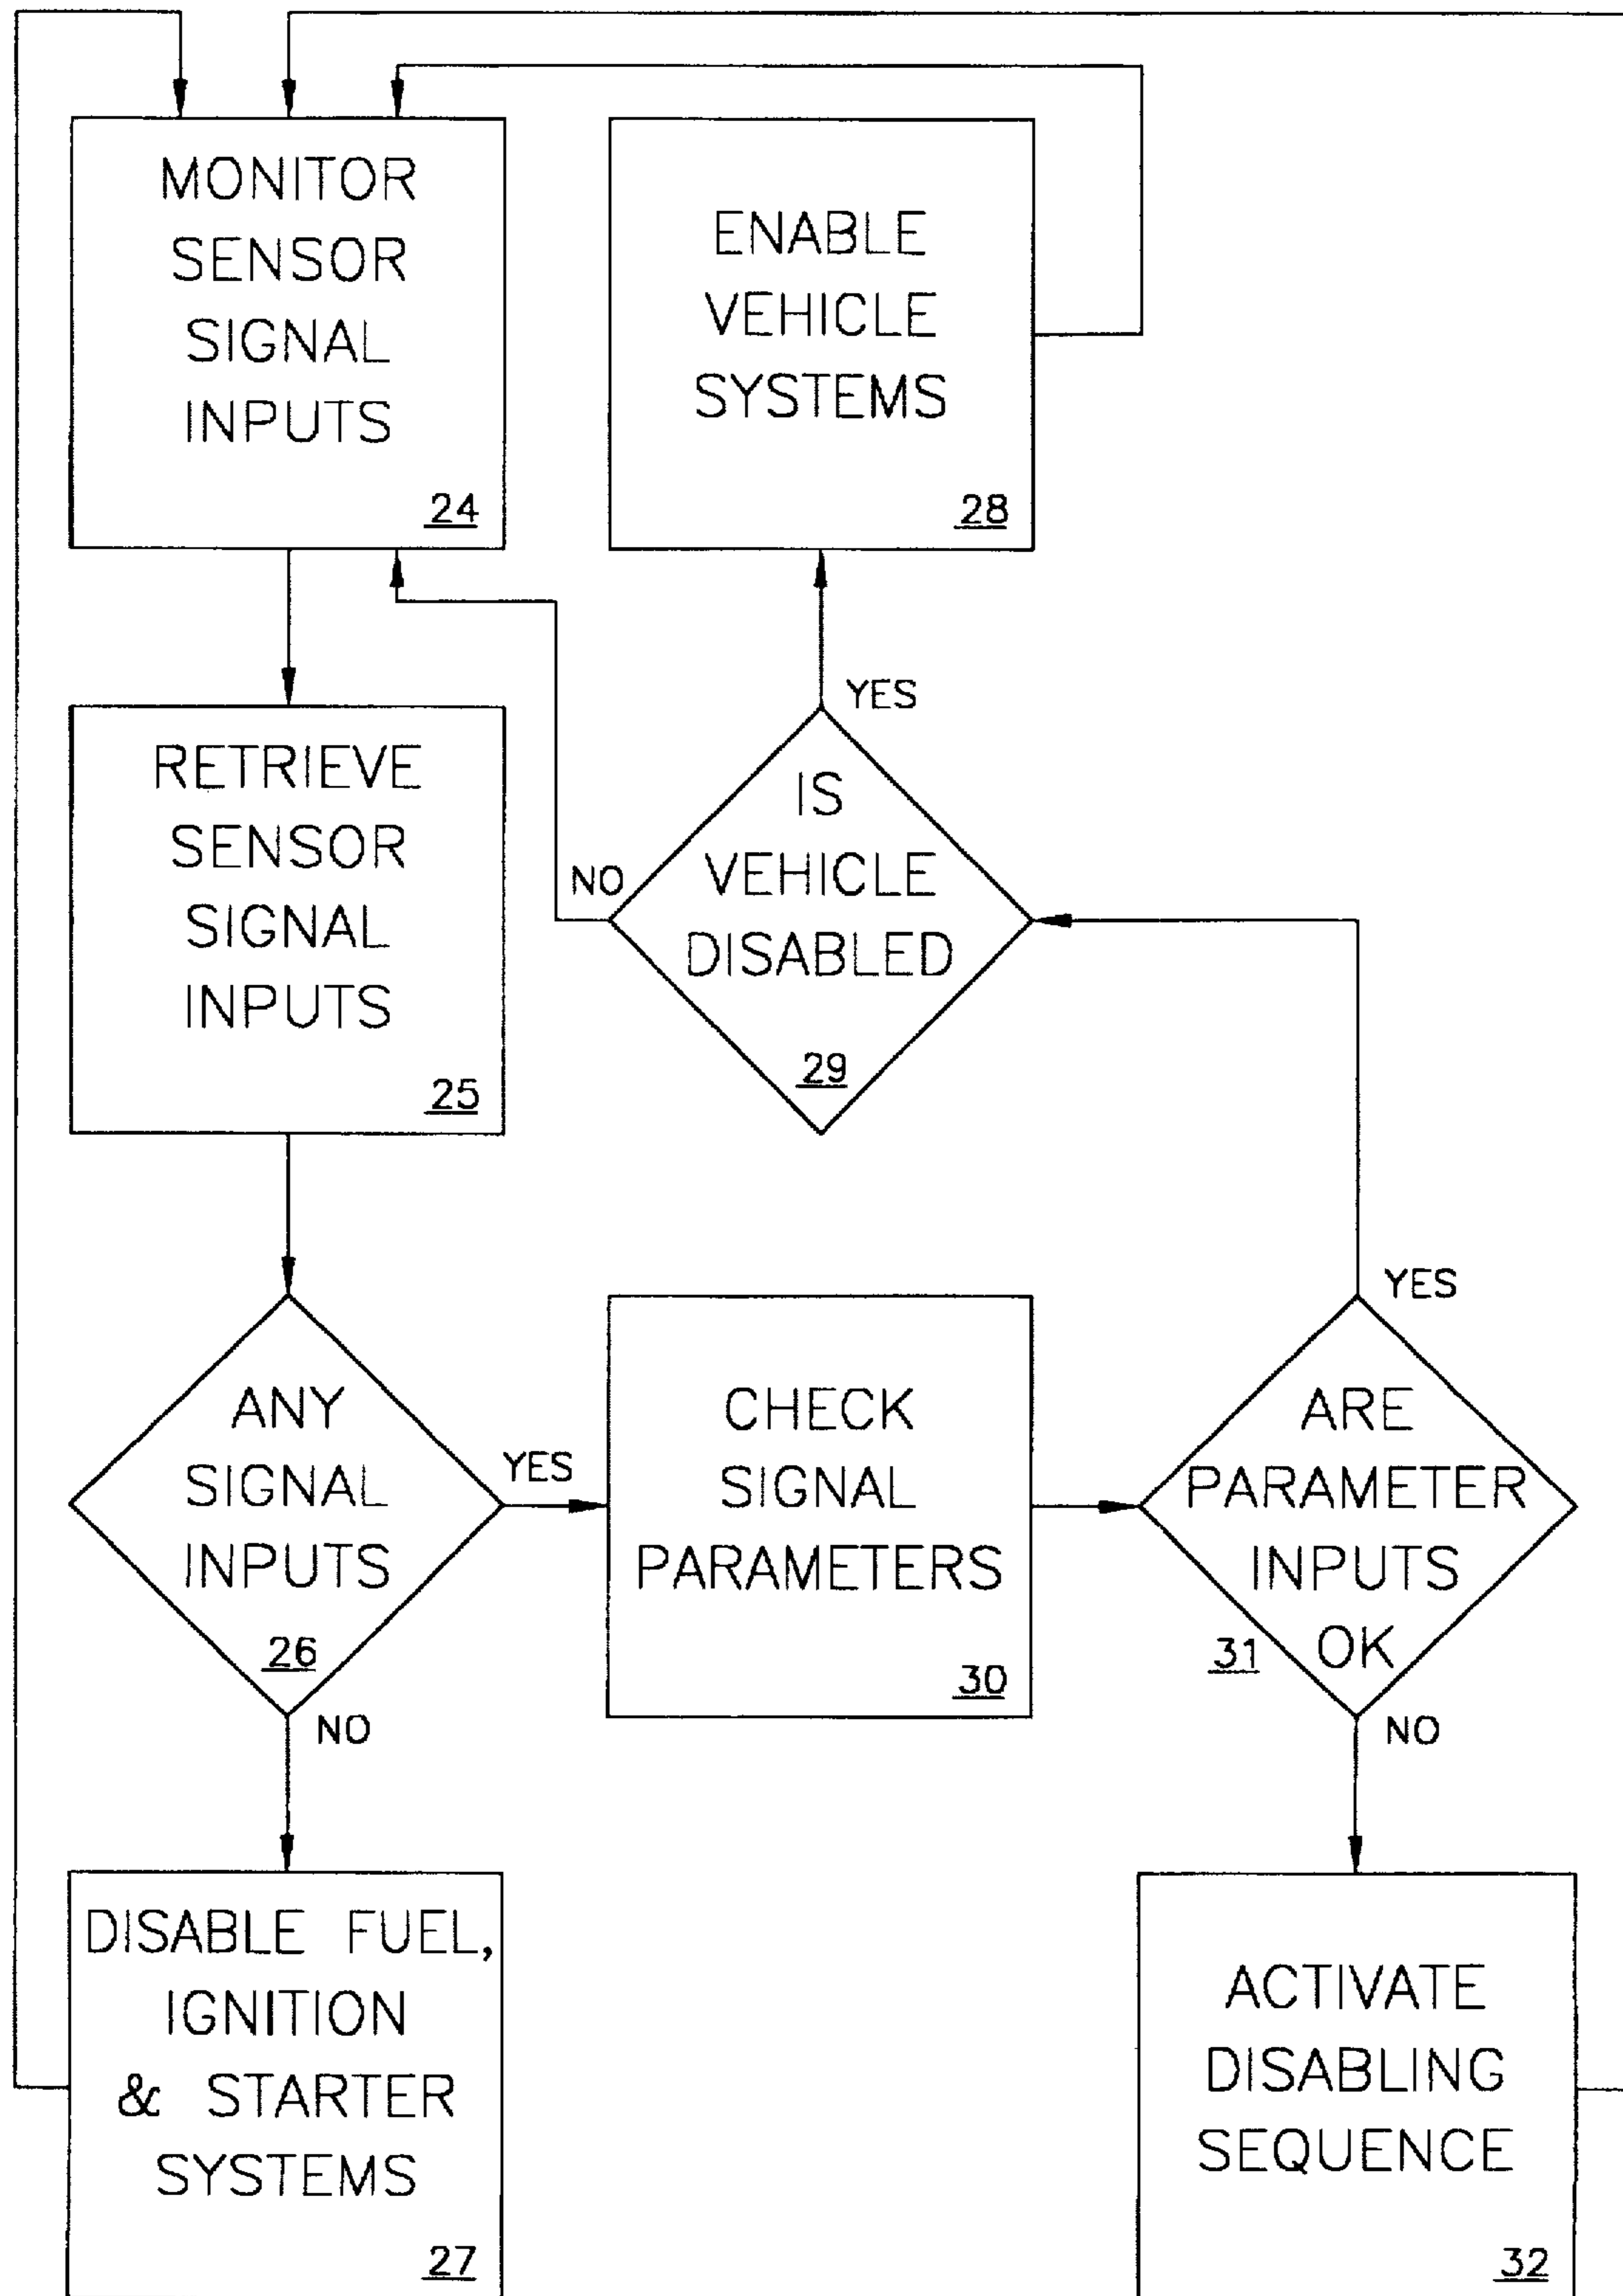 MONITOR
SENSOR
SIGNAL
INPUTS
24
ENABLE
VEHICLE
SYSTEMS
28
YES
RETRIEVE
SENSOR
SIGNAL
INPUTS
25
NO
IS
VEHICLE
DISABLED
29
ANY
SIGNAL
INPUTS
26
YES
NO
CHECK
SIGNAL
PARAMETERS
30
YES
ARE
PARAMETER
INPUTS
OK
31
NO
DISABLE FUEL,
IGNITION
& STARTER
SYSTEMS
27
ACTIVATE
DISABLING
SEQUENCE
32